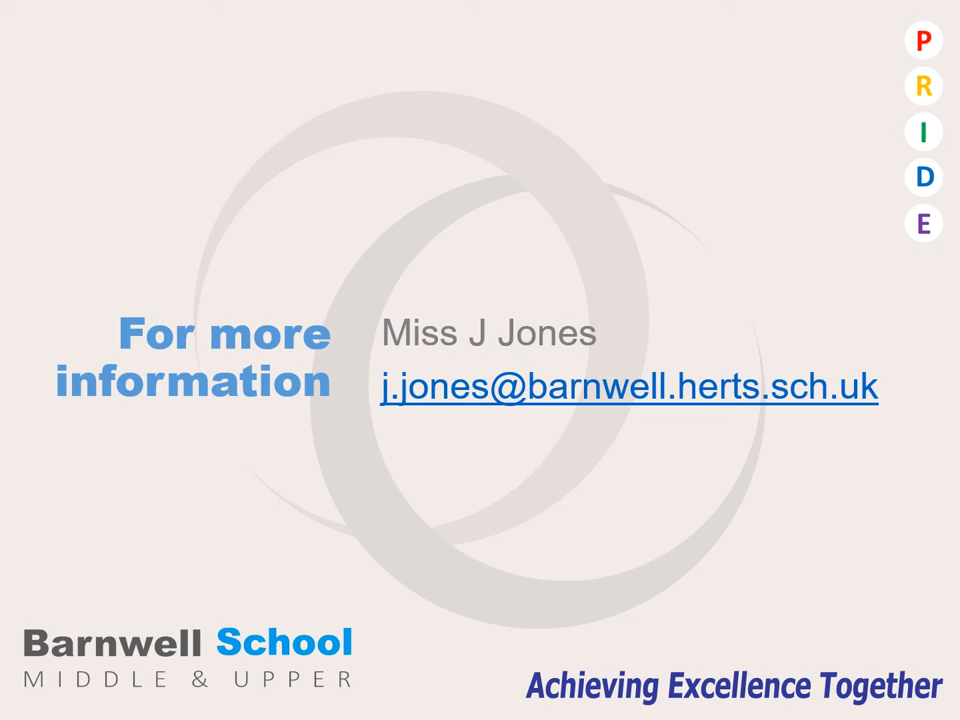 P
R
I
D
E
For more
information
Miss J Jones
j.jones@barnwell.herts.sch.uk
Barnwell School
MIDDLE & UPPER
Achieving Excellence Together